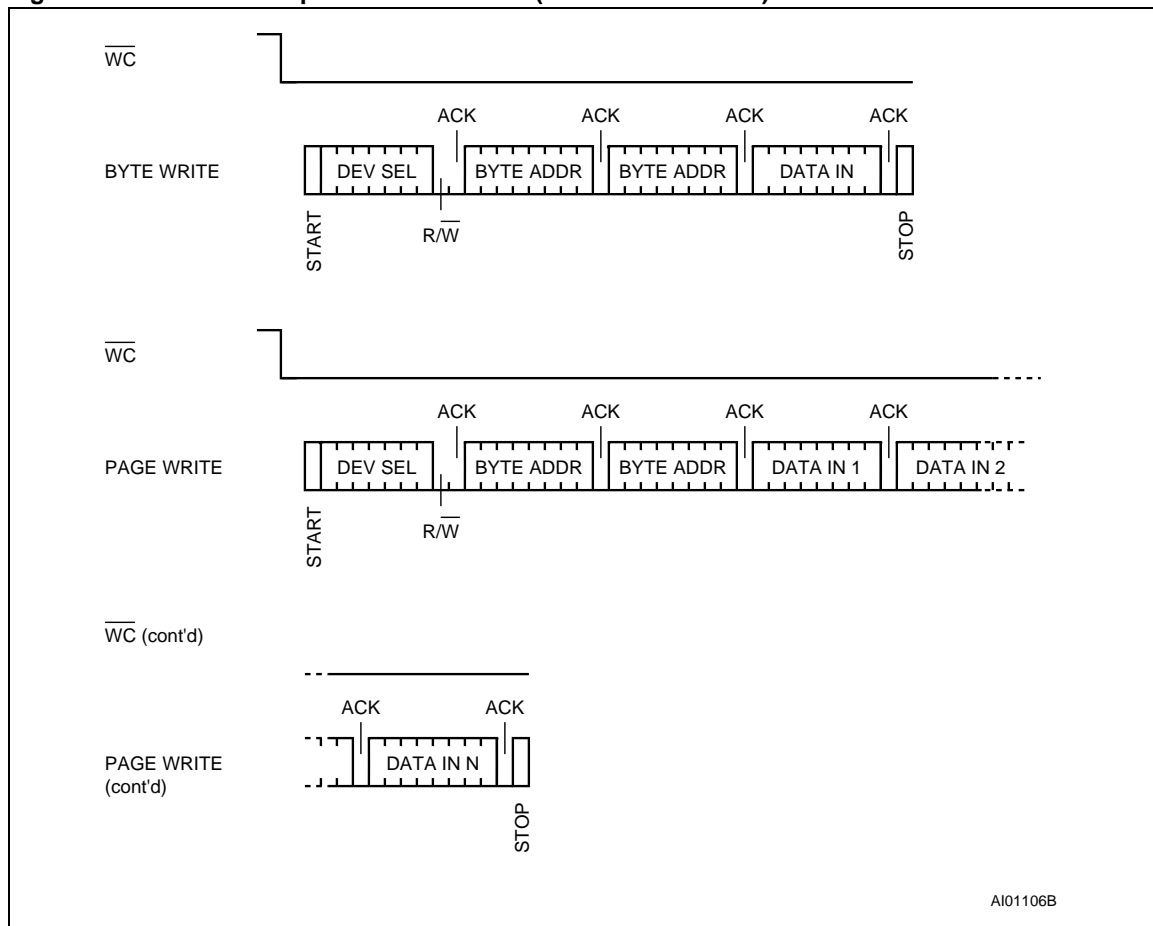 WC
ACK ACK ACK ACK
BYTE WRITE DEV SEL BYTE ADDR BYTE ADDR DATA IN
START R/W STOP
WC
ACK ACK ACK ACK
PAGE WRITE DEV SEL BYTE ADDR BYTE ADDR DATA IN 1 DATA IN 2
START R/W
WC (cont'd)
ACK ACK
PAGE WRITE DATA IN N
(cont'd)
STOP
AI01106B